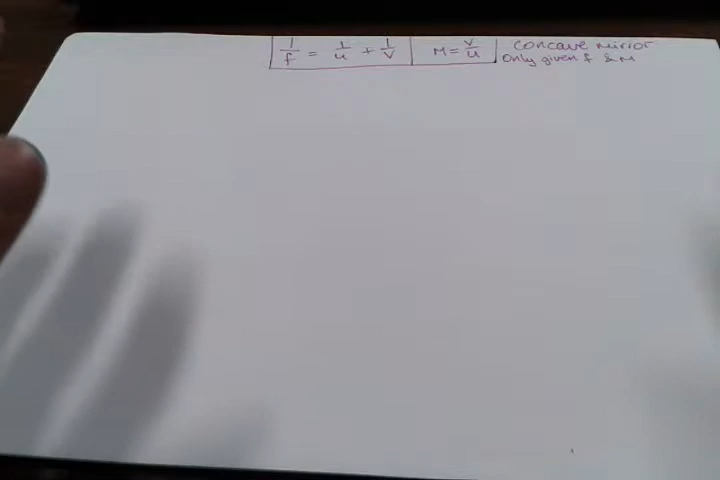 1/f = 1/u + 1/v M = v/u concave mirror
Only given f & M